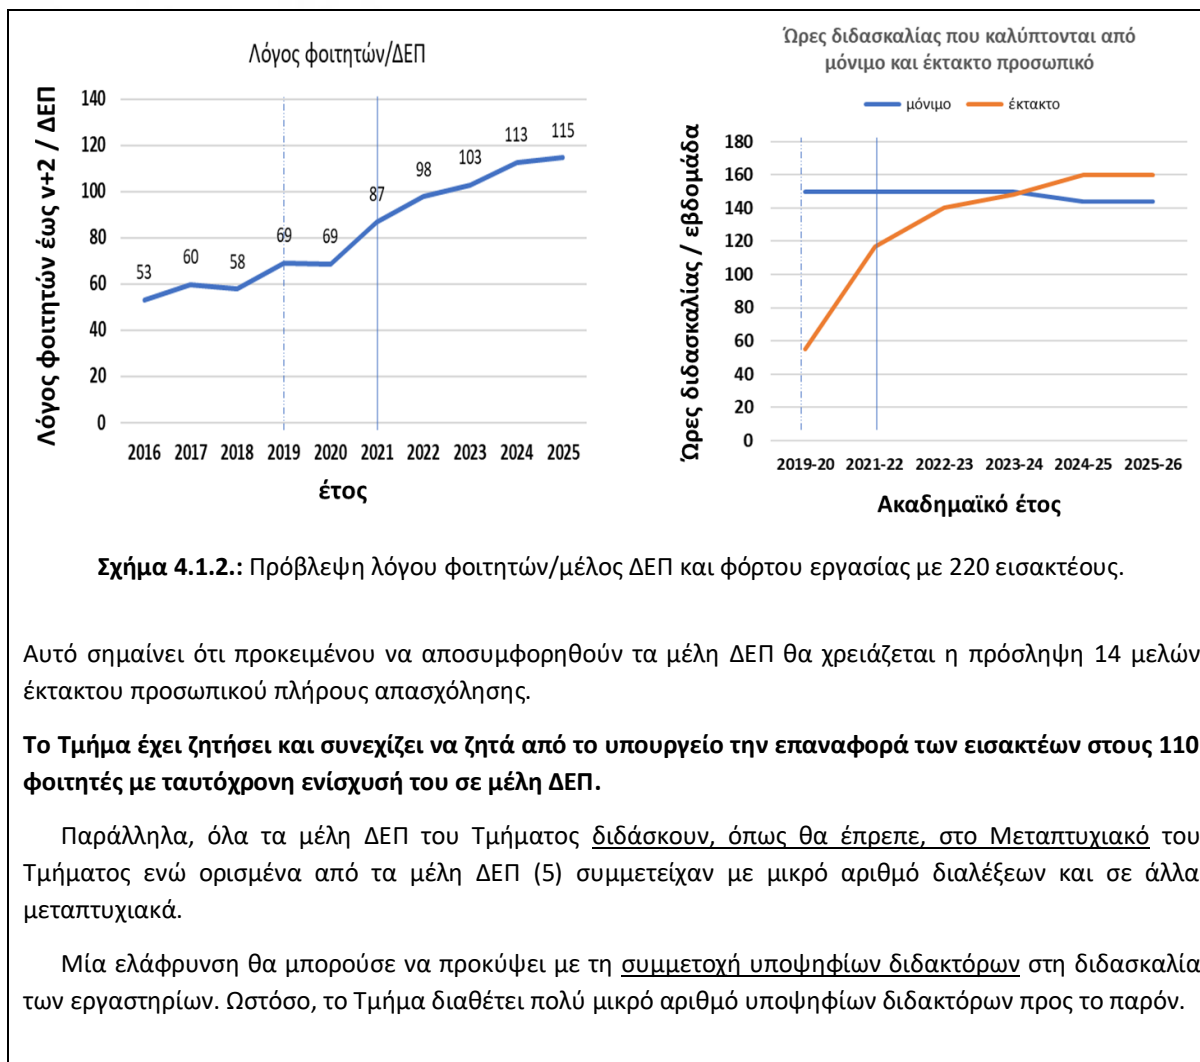 Λόγος φοιτητών/ΔΕΠ
Λόγος φοιτητών έως ν+2 / ΔΕΠ
140
120
100
80
60
40
20
0
53
60
58
69
69
87
98
103
113
115
2016 2017 2018 2019 2020 2021 2022 2023 2024 2025
έτος
Ώρες διδασκαλίας που καλύπτονται από
μόνιμο και έκτακτο προσωπικό
μόνιμο έκτακτο
Ώρες διδασκαλίας / εβδομάδα
180
160
140
120
100
80
60
40
20
0
2019-20 2021-22 2022-23 2023-24 2024-25 2025-26
Ακαδημαϊκό έτος
Σχήμα 4.1.2.: Πρόβλεψη λόγου φοιτητών/μέλος ΔΕΠ και φόρτου εργασίας με 220 εισακτέους.
Αυτό σημαίνει ότι προκειμένου να αποσυμφορηθούν τα μέλη ΔΕΠ θα χρειάζεται η πρόσληψη 14 μελών
έκτακτου προσωπικού πλήρους απασχόλησης.
Το Τμήμα έχει ζητήσει και συνεχίζει να ζητά από το υπουργείο την επαναφορά των εισακτέων στους 110
φοιτητές με ταυτόχρονη ενίσχυσή του σε μέλη ΔΕΠ.
Παράλληλα, όλα τα μέλη ΔΕΠ του Τμήματος διδάσκουν, όπως θα έπρεπε, στο Μεταπτυχιακό του
Τμήματος ενώ ορισμένα από τα μέλη ΔΕΠ (5) συμμετείχαν με μικρό αριθμό διαλέξεων και σε άλλα
μεταπτυχιακά.
Μία ελάφρυνση θα μπορούσε να προκύψει με τη συμμετοχή υποψηφίων διδακτόρων στη διδασκαλία
των εργαστηρίων. Ωστόσο, το Τμήμα διαθέτει πολύ μικρό αριθμό υποψηφίων διδακτόρων προς το παρόν.